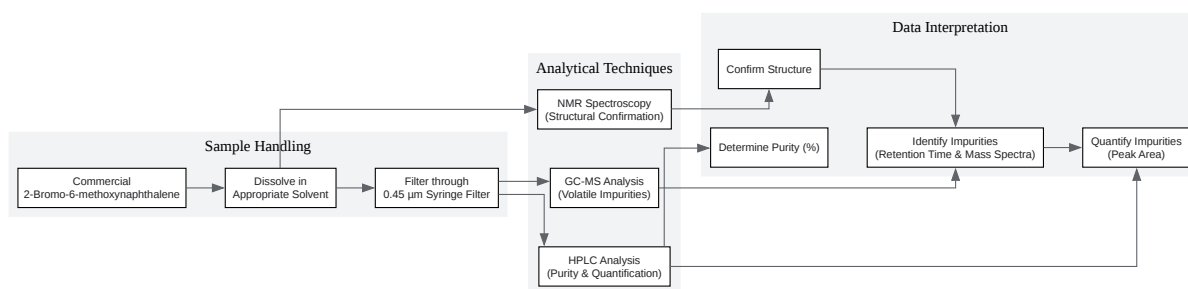 Data Interpretation
Analytical Techniques
Confirm Structure
NMR Spectroscopy
(Structural Confirmation)
Sample Handling
Determine Purity (%)
Identify Impurities
(Retention Time & Mass Spectra)
Quantify Impurities
(Peak Area)
Commercial
2-Bromo-6-methoxynaphthalene
Dissolve in
Appropriate Solvent
Filter through
0.45 µm Syringe Filter
GC-MS Analysis
(Volatile Impurities)
HPLC Analysis
(Purity & Quantification)